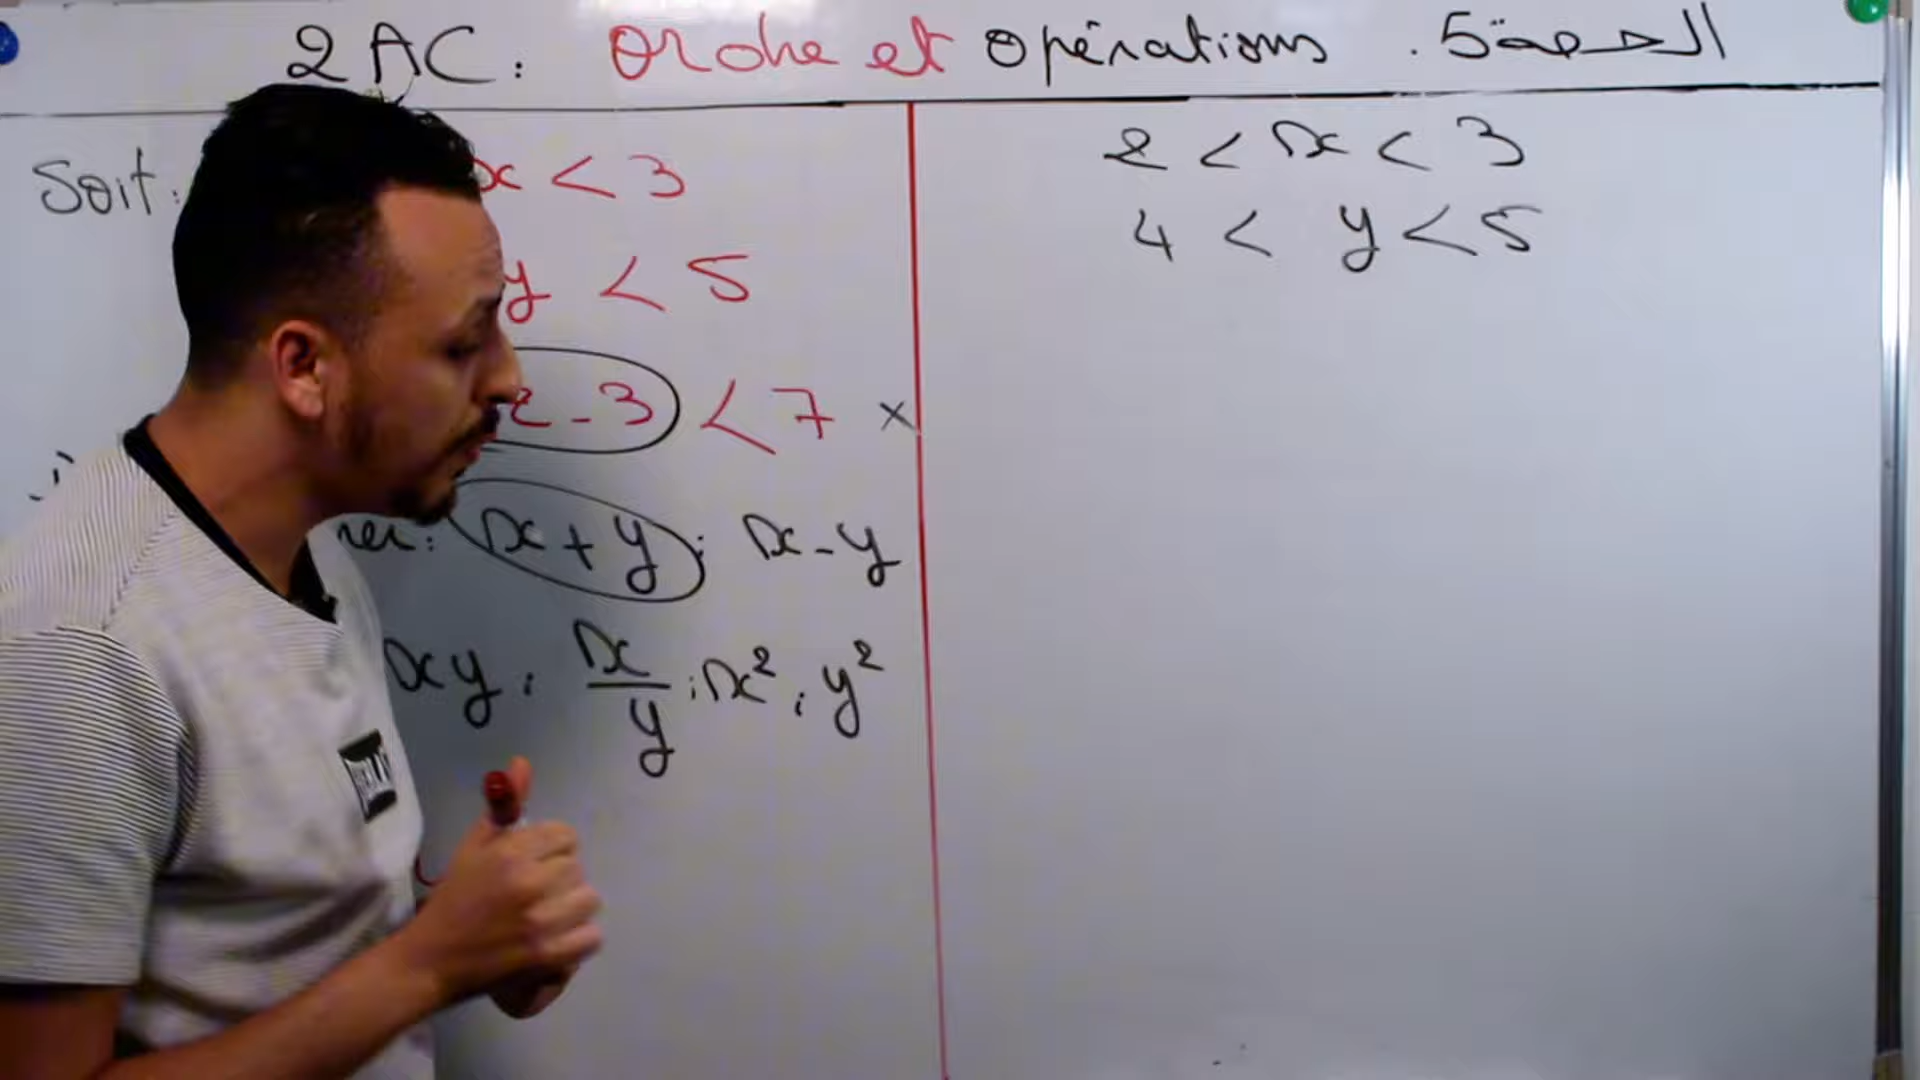 2AC: Ordre et Opérations. الحصة 5
Soit: x < 3
y < 5
2 - 3 < 7 ×
ner: x + y ; x - y
xy ; x/y ; x² ; y²
2 < x < 3
4 < y < 5